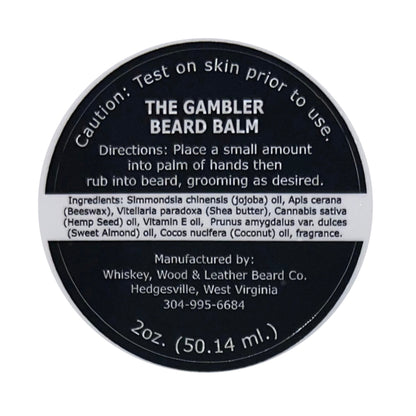 Caution: Test on skin prior to use.
THE GAMBLER
BEARD BALM
Directions: Place a small amount
into palm of hands then
rub into beard, grooming as desired.
Ingredients: Simmondsia chinensis (jojoba) oil, Apis cerana
(Beeswax), Vitellaria paradoxa (Shea butter), Cannabis sativa
(Hemp Seed) oil, Vitamin E oil, Prunus amygdalus var. dulces
(Sweet Almond) oil, Cocos nucifera (Coconut) oil, fragrance.
Manufactured by:
Whiskey, Wood & Leather Beard Co.
Hedgesville, West Virginia
304-995-6684
2oz. (50.14 ml.)